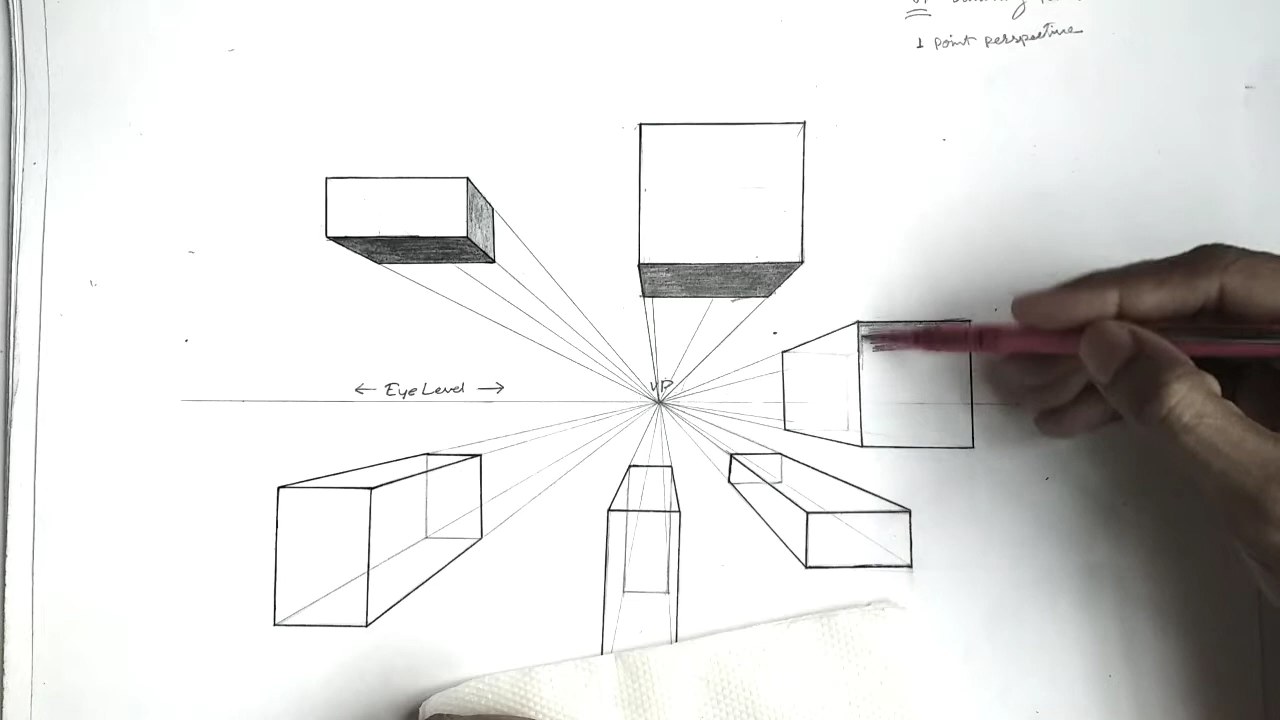 1 point perspective
← Eye Level →
VP